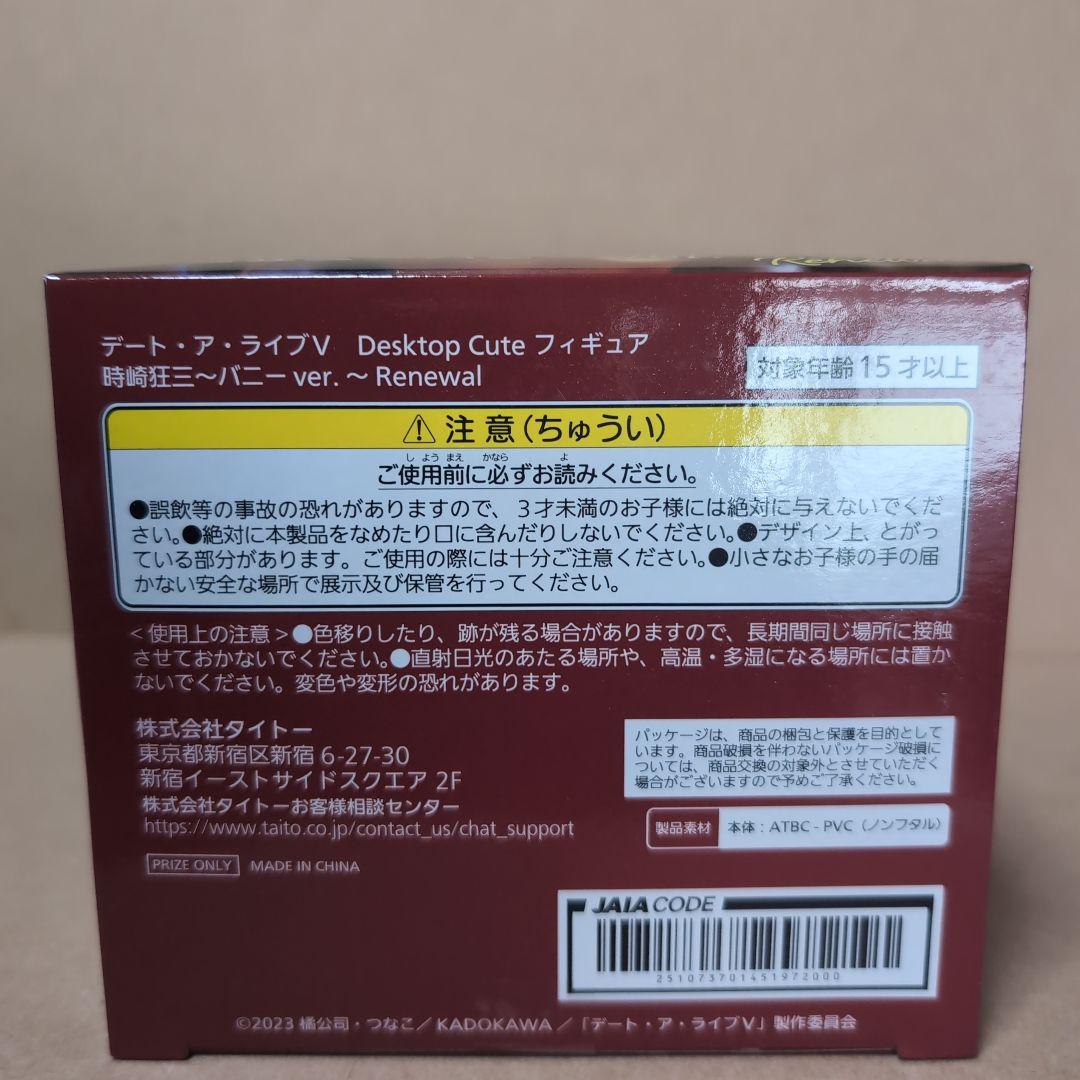 Renewal
デート・ア・ライブⅤ Desktop Cute フィギュア
時崎狂三～バニー ver. ～ Renewal
対象年齢 15 才以上
⚠ 注意(ちゅうい)
しようまえ かなら よ
ご使用前に必ずお読みください。
●誤飲等の事故の恐れがありますので、3才未満のお子様には絶対に与えないでくだ
さい。●絶対に本製品をなめたり口に含んだりしないでください。●デザイン上、とがっ
ている部分があります。ご使用の際には十分ご注意ください。●小さなお子様の手の届
かない安全な場所で展示及び保管を行ってください。
<使用上の注意>●色移りしたり、跡が残る場合がありますので、長期間同じ場所に接触
させておかないでください。●直射日光のあたる場所や、高温・多湿になる場所には置か
ないでください。変色や変形の恐れがあります。
株式会社タイトー
東京都新宿区新宿 6-27-30
新宿イーストサイドスクエア 2F
株式会社タイトーお客様相談センター
https://www.taito.co.jp/contact_us/chat_support
PRIZE ONLY MADE IN CHINA
パッケージは、商品の梱包と保護を目的として
います。商品破損を伴わないパッケージ破損に
ついては、商品交換の対象外とさせていただく
場合がございますので予めご了承ください。
製品素材 本体:ATBC-PVC(ノンフタル)
JAIA CODE
2510737014519720​00
©2023 橘公司・つなこ/KADOKAWA/「デート・ア・ライブⅤ」製作委員会